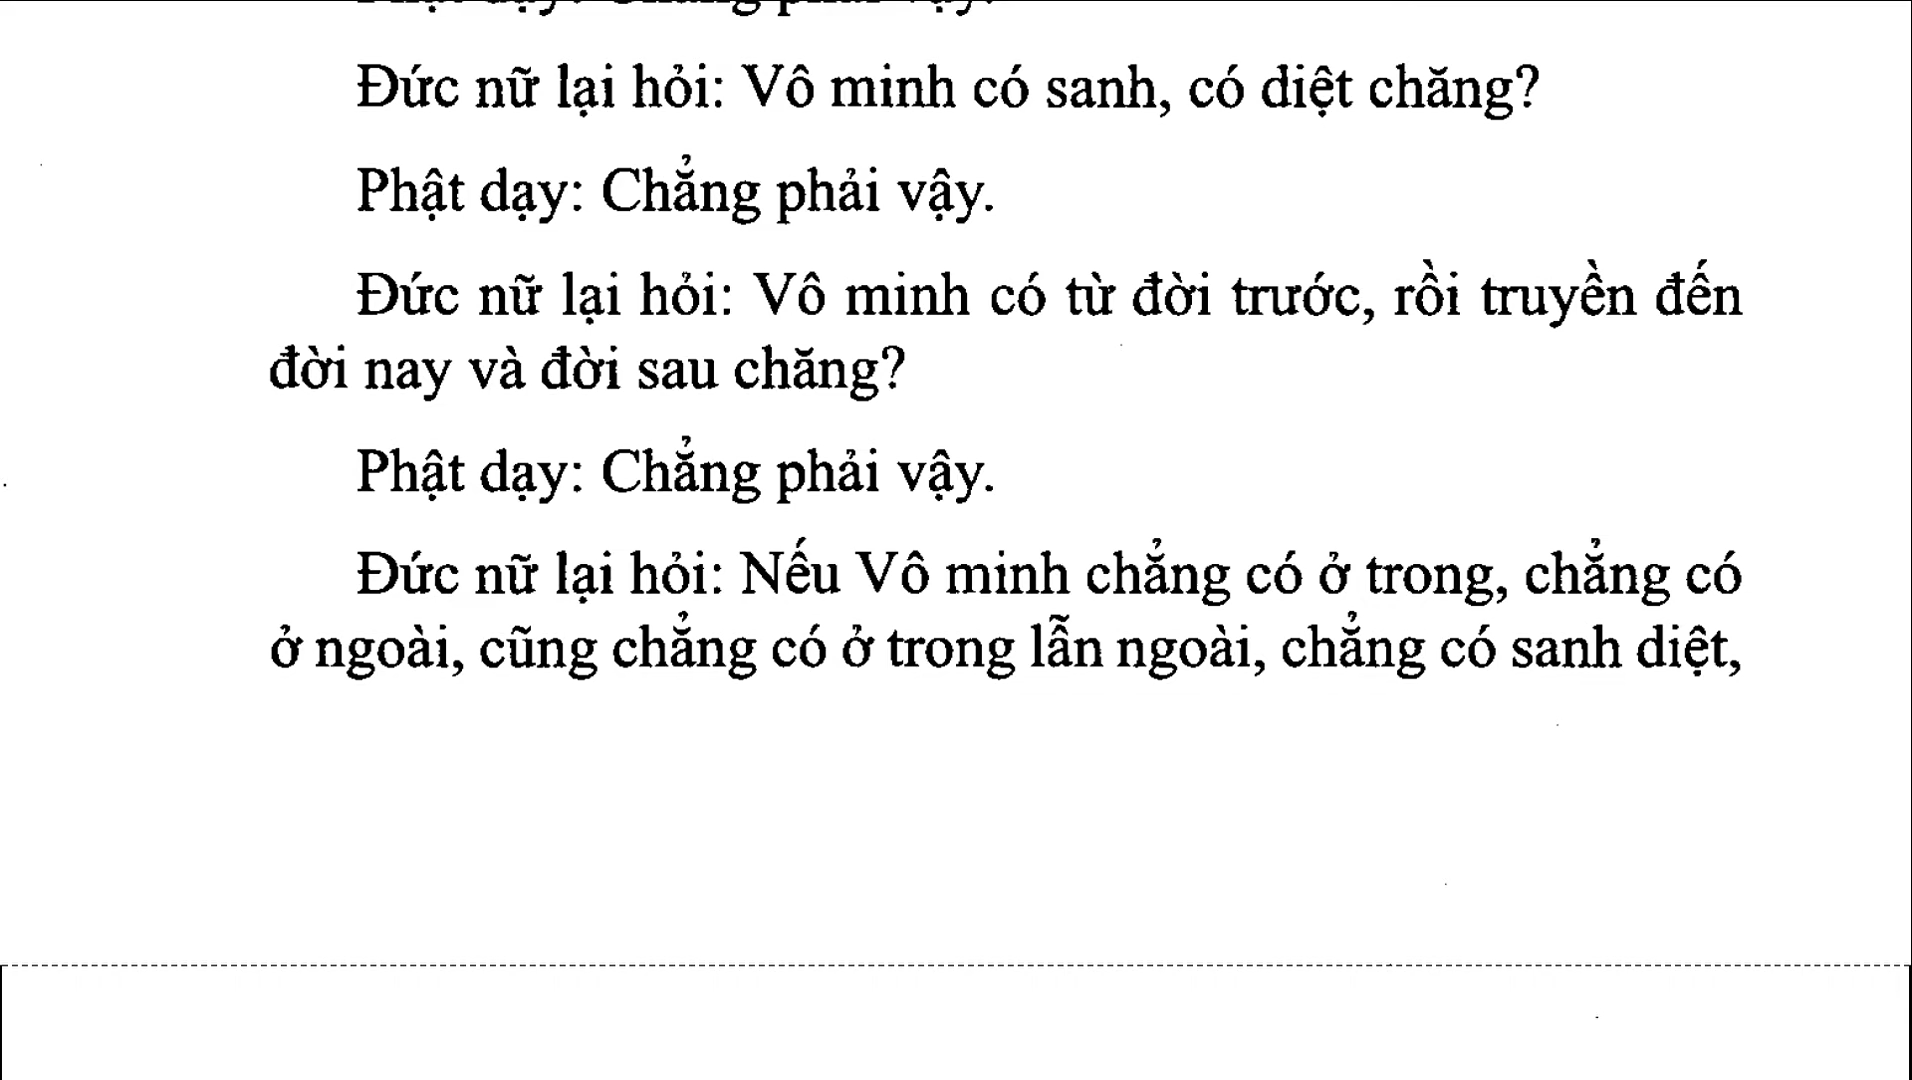 Đức nữ lại hỏi: Vô minh có sanh, có diệt chăng?
Phật dạy: Chẳng phải vậy.
Đức nữ lại hỏi: Vô minh có từ đời trước, rồi truyền đến
đời nay và đời sau chăng?
Phật dạy: Chẳng phải vậy.
Đức nữ lại hỏi: Nếu Vô minh chẳng có ở trong, chẳng có
ở ngoài, cũng chẳng có ở trong lẫn ngoài, chẳng có sanh diệt,